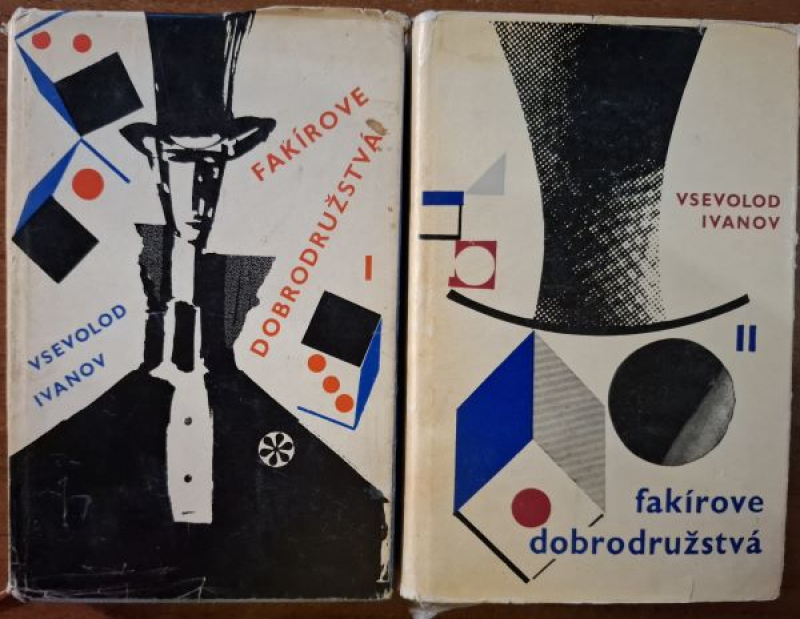 FAKÍROVE
DOBRODRUŽSTVÁ
I
VSEVOLOD
IVANOV
VSEVOLOD
IVANOV
II
fakírove
dobrodružstvá